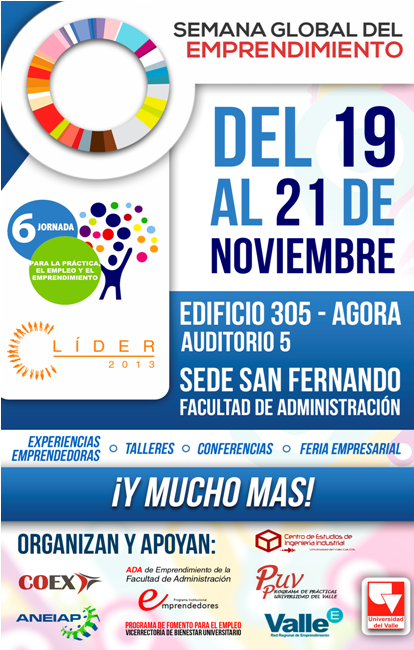 SEMANA GLOBAL DEL
EMPRENDIMIENTO
DEL 19
AL 21 DE
NOVIEMBRE
6 JORNADA
PARA LA PRÁCTICA
EL EMPLEO Y EL
EMPRENDIMIENTO
LÍDER
2013
EDIFICIO 305 - AGORA
AUDITORIO 5
SEDE SAN FERNANDO
FACULTAD DE ADMINISTRACIÓN
EXPERIENCIAS
EMPRENDEDORAS
TALLERES
CONFERENCIAS
FERIA EMPRESARIAL
¡Y MUCHO MAS!
ORGANIZAN Y APOYAN:
COEX
ADA de Emprendimiento de la
Facultad de Administración
Centro de Estudios de
Ingeniería Industrial
Programa Institucional
emprendedores
Puv
PROGRAMA DE PRÁCTICAS
UNIVERSIDAD DEL VALLE
ANEIAP
PROGRAMA DE FOMENTO PARA EL EMPLEO
VICERRECTORIA DE BIENESTAR UNIVERSITARIO
Valle E
Red Regional de Emprendimiento
Universidad
del Valle